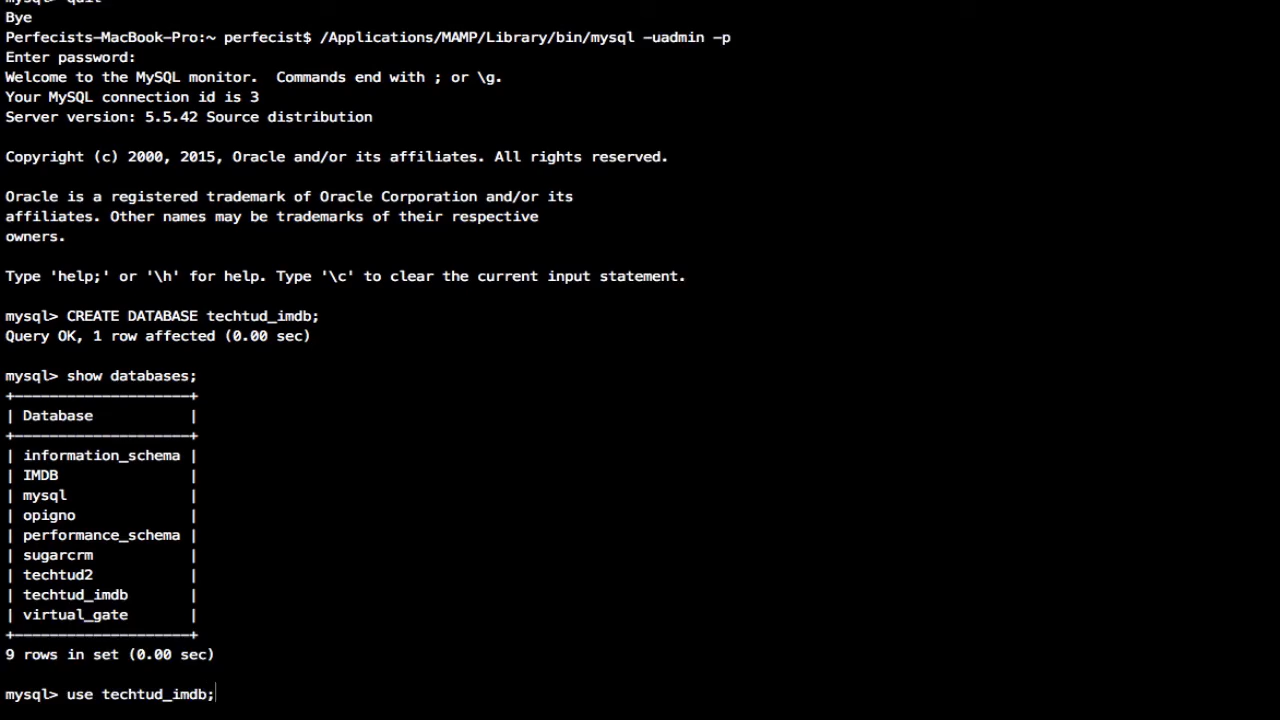 mysql> quit
Bye
Perfecists-MacBook-Pro:~ perfecist$ /Applications/MAMP/Library/bin/mysql -uadmin -p
Enter password:
Welcome to the MySQL monitor.  Commands end with ; or \g.
Your MySQL connection id is 3
Server version: 5.5.42 Source distribution
Copyright (c) 2000, 2015, Oracle and/or its affiliates. All rights reserved.
Oracle is a registered trademark of Oracle Corporation and/or its
affiliates. Other names may be trademarks of their respective
owners.
Type 'help;' or '\h' for help. Type '\c' to clear the current input statement.
mysql> CREATE DATABASE techtud_imdb;
Query OK, 1 row affected (0.00 sec)
mysql> show databases;
+--------------------+
| Database           |
+--------------------+
| information_schema |
| IMDB               |
| mysql              |
| opigno             |
| performance_schema |
| sugarcrm           |
| techtud2           |
| techtud_imdb       |
| virtual_gate       |
+--------------------+
9 rows in set (0.00 sec)
mysql> use techtud_imdb;